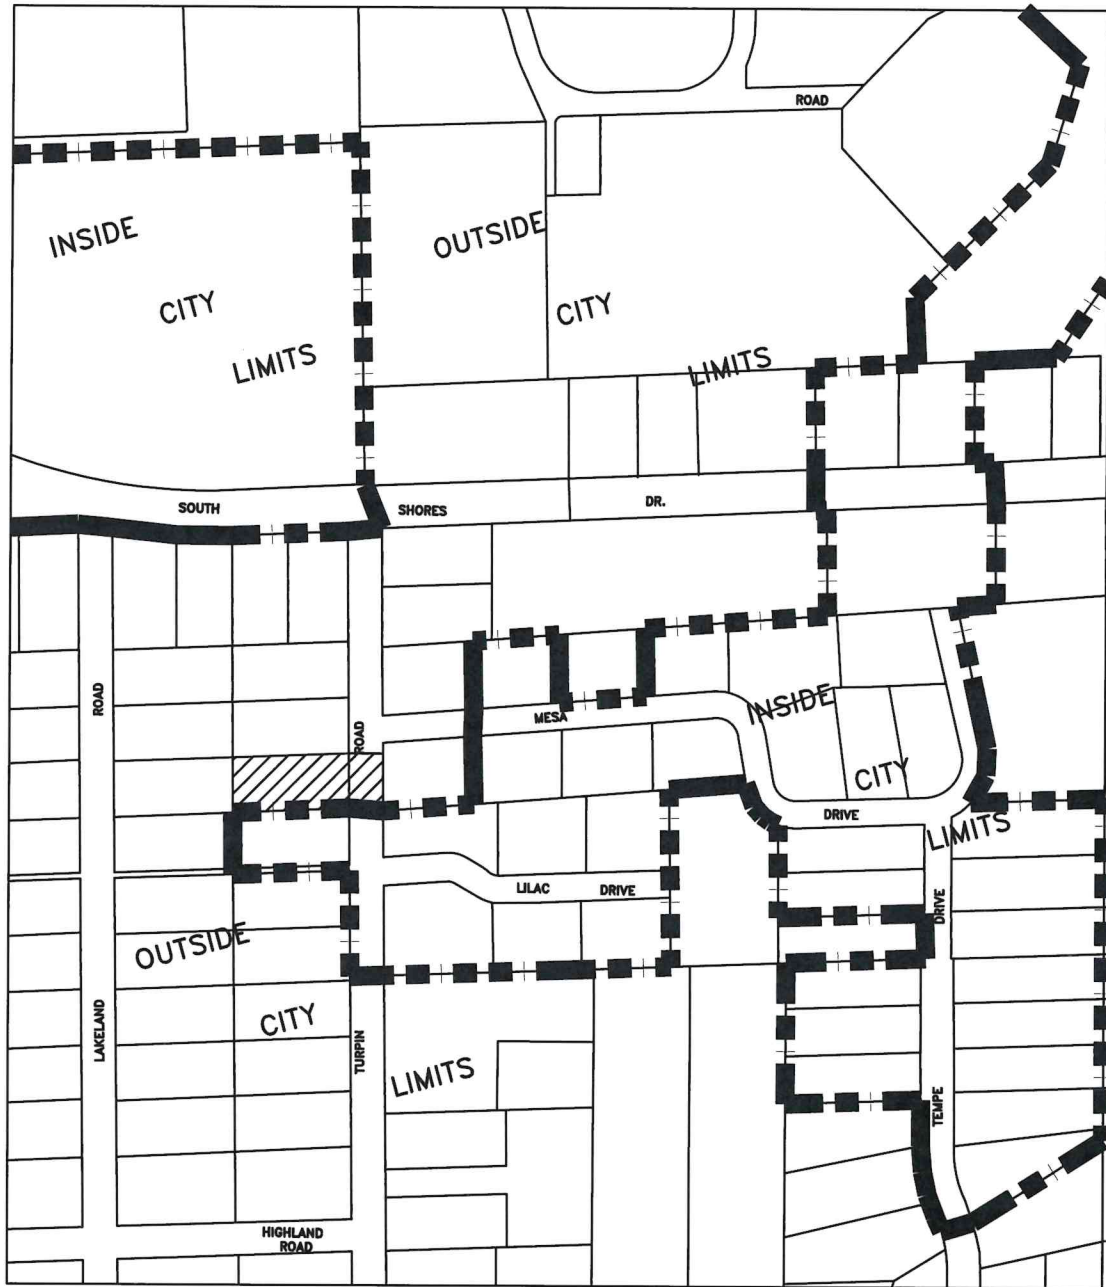 ROAD
INSIDE
CITY
LIMITS
OUTSIDE
CITY
LIMITS
SOUTH
SHORES
DR.
ROAD
ROAD
MESA
INSIDE
CITY
LIMITS
DRIVE
LILAC
DRIVE
DRIVE
OUTSIDE
CITY
LIMITS
LAKELAND
TURPIN
TEMPE
HIGHLAND
ROAD